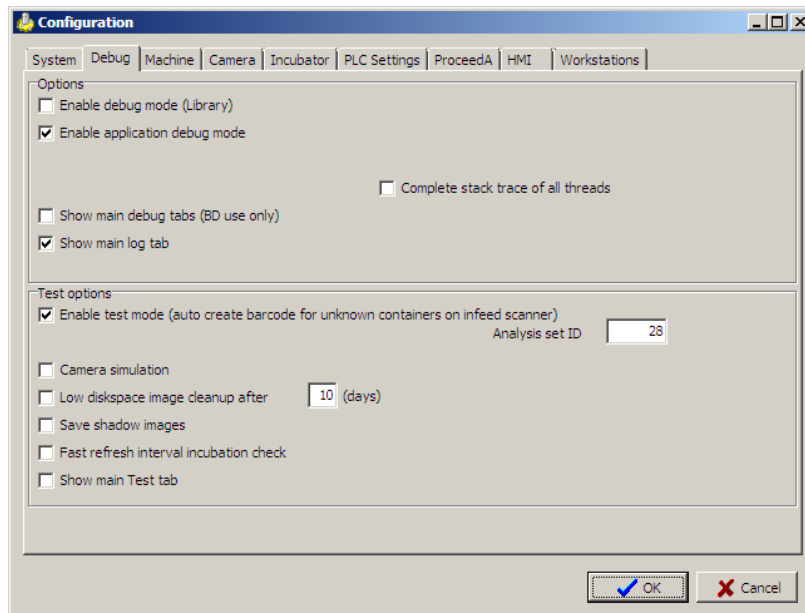 Configuration
System Debug Machine Camera Incubator PLC Settings ProceedA HMI Workstations
Options
Enable debug mode (Library)
Enable application debug mode
Complete stack trace of all threads
Show main debug tabs (BD use only)
Show main log tab
Test options
Enable test mode (auto create barcode for unknown containers on infeed scanner)
Analysis set ID 28
Camera simulation
Low diskspace image cleanup after 10 (days)
Save shadow images
Fast refresh interval incubation check
Show main Test tab
OK Cancel